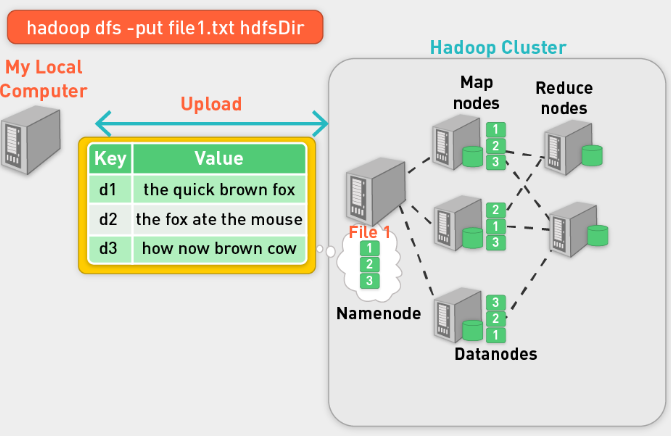 hadoop dfs -put file1.txt hdfsDir
Hadoop Cluster
My Local
Computer
Upload
Map
nodes
Reduce
nodes
Key Value
d1 the quick brown fox
d2 the fox ate the mouse
d3 how now brown cow
1
2
3
2
1
3
3
2
1
File 1
1
2
3
Namenode
Datanodes